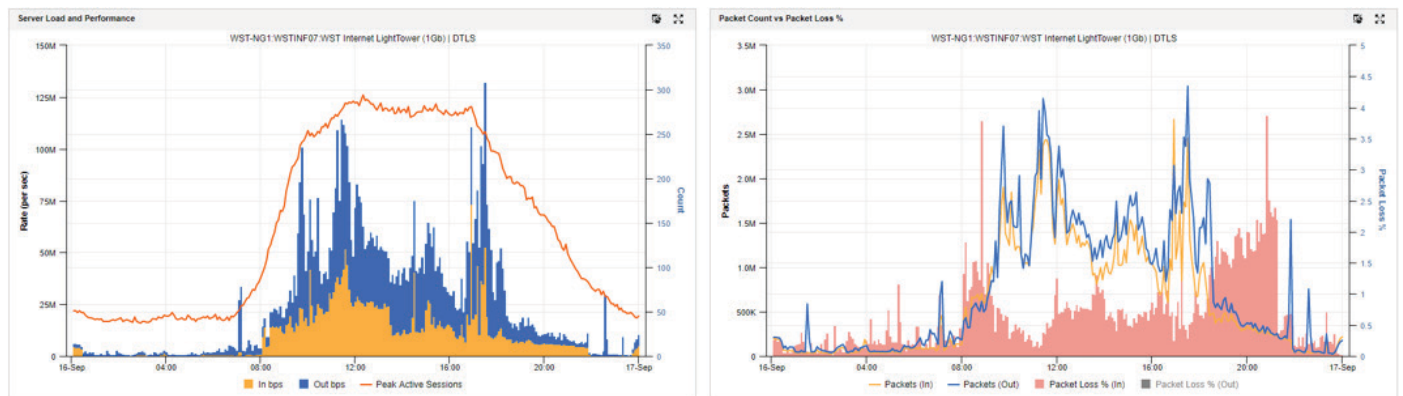 Server Load and Performance
WST-NG1:WSTINF07:WST Internet LightTower (1Gb) | DTLS
150M
125M
100M
75M
50M
25M
0
Rate (per sec)
350
300
250
200
150
100
50
0
Count
16-Sep
04:00
08:00
12:00
16:00
20:00
17-Sep
In bps
Out bps
Peak Active Sessions
Packet Count vs Packet Loss %
WST-NG1:WSTINF07:WST Internet LightTower (1Gb) | DTLS
3.5M
3.0M
2.5M
2.0M
1.5M
1.0M
500K
0
Packets
5
4.5
4
3.5
3
2.5
2
1.5
1
0.5
0
Packet Loss %
16-Sep
04:00
08:00
12:00
16:00
20:00
17-Sep
Packets (In)
Packets (Out)
Packet Loss % (In)
Packet Loss % (Out)